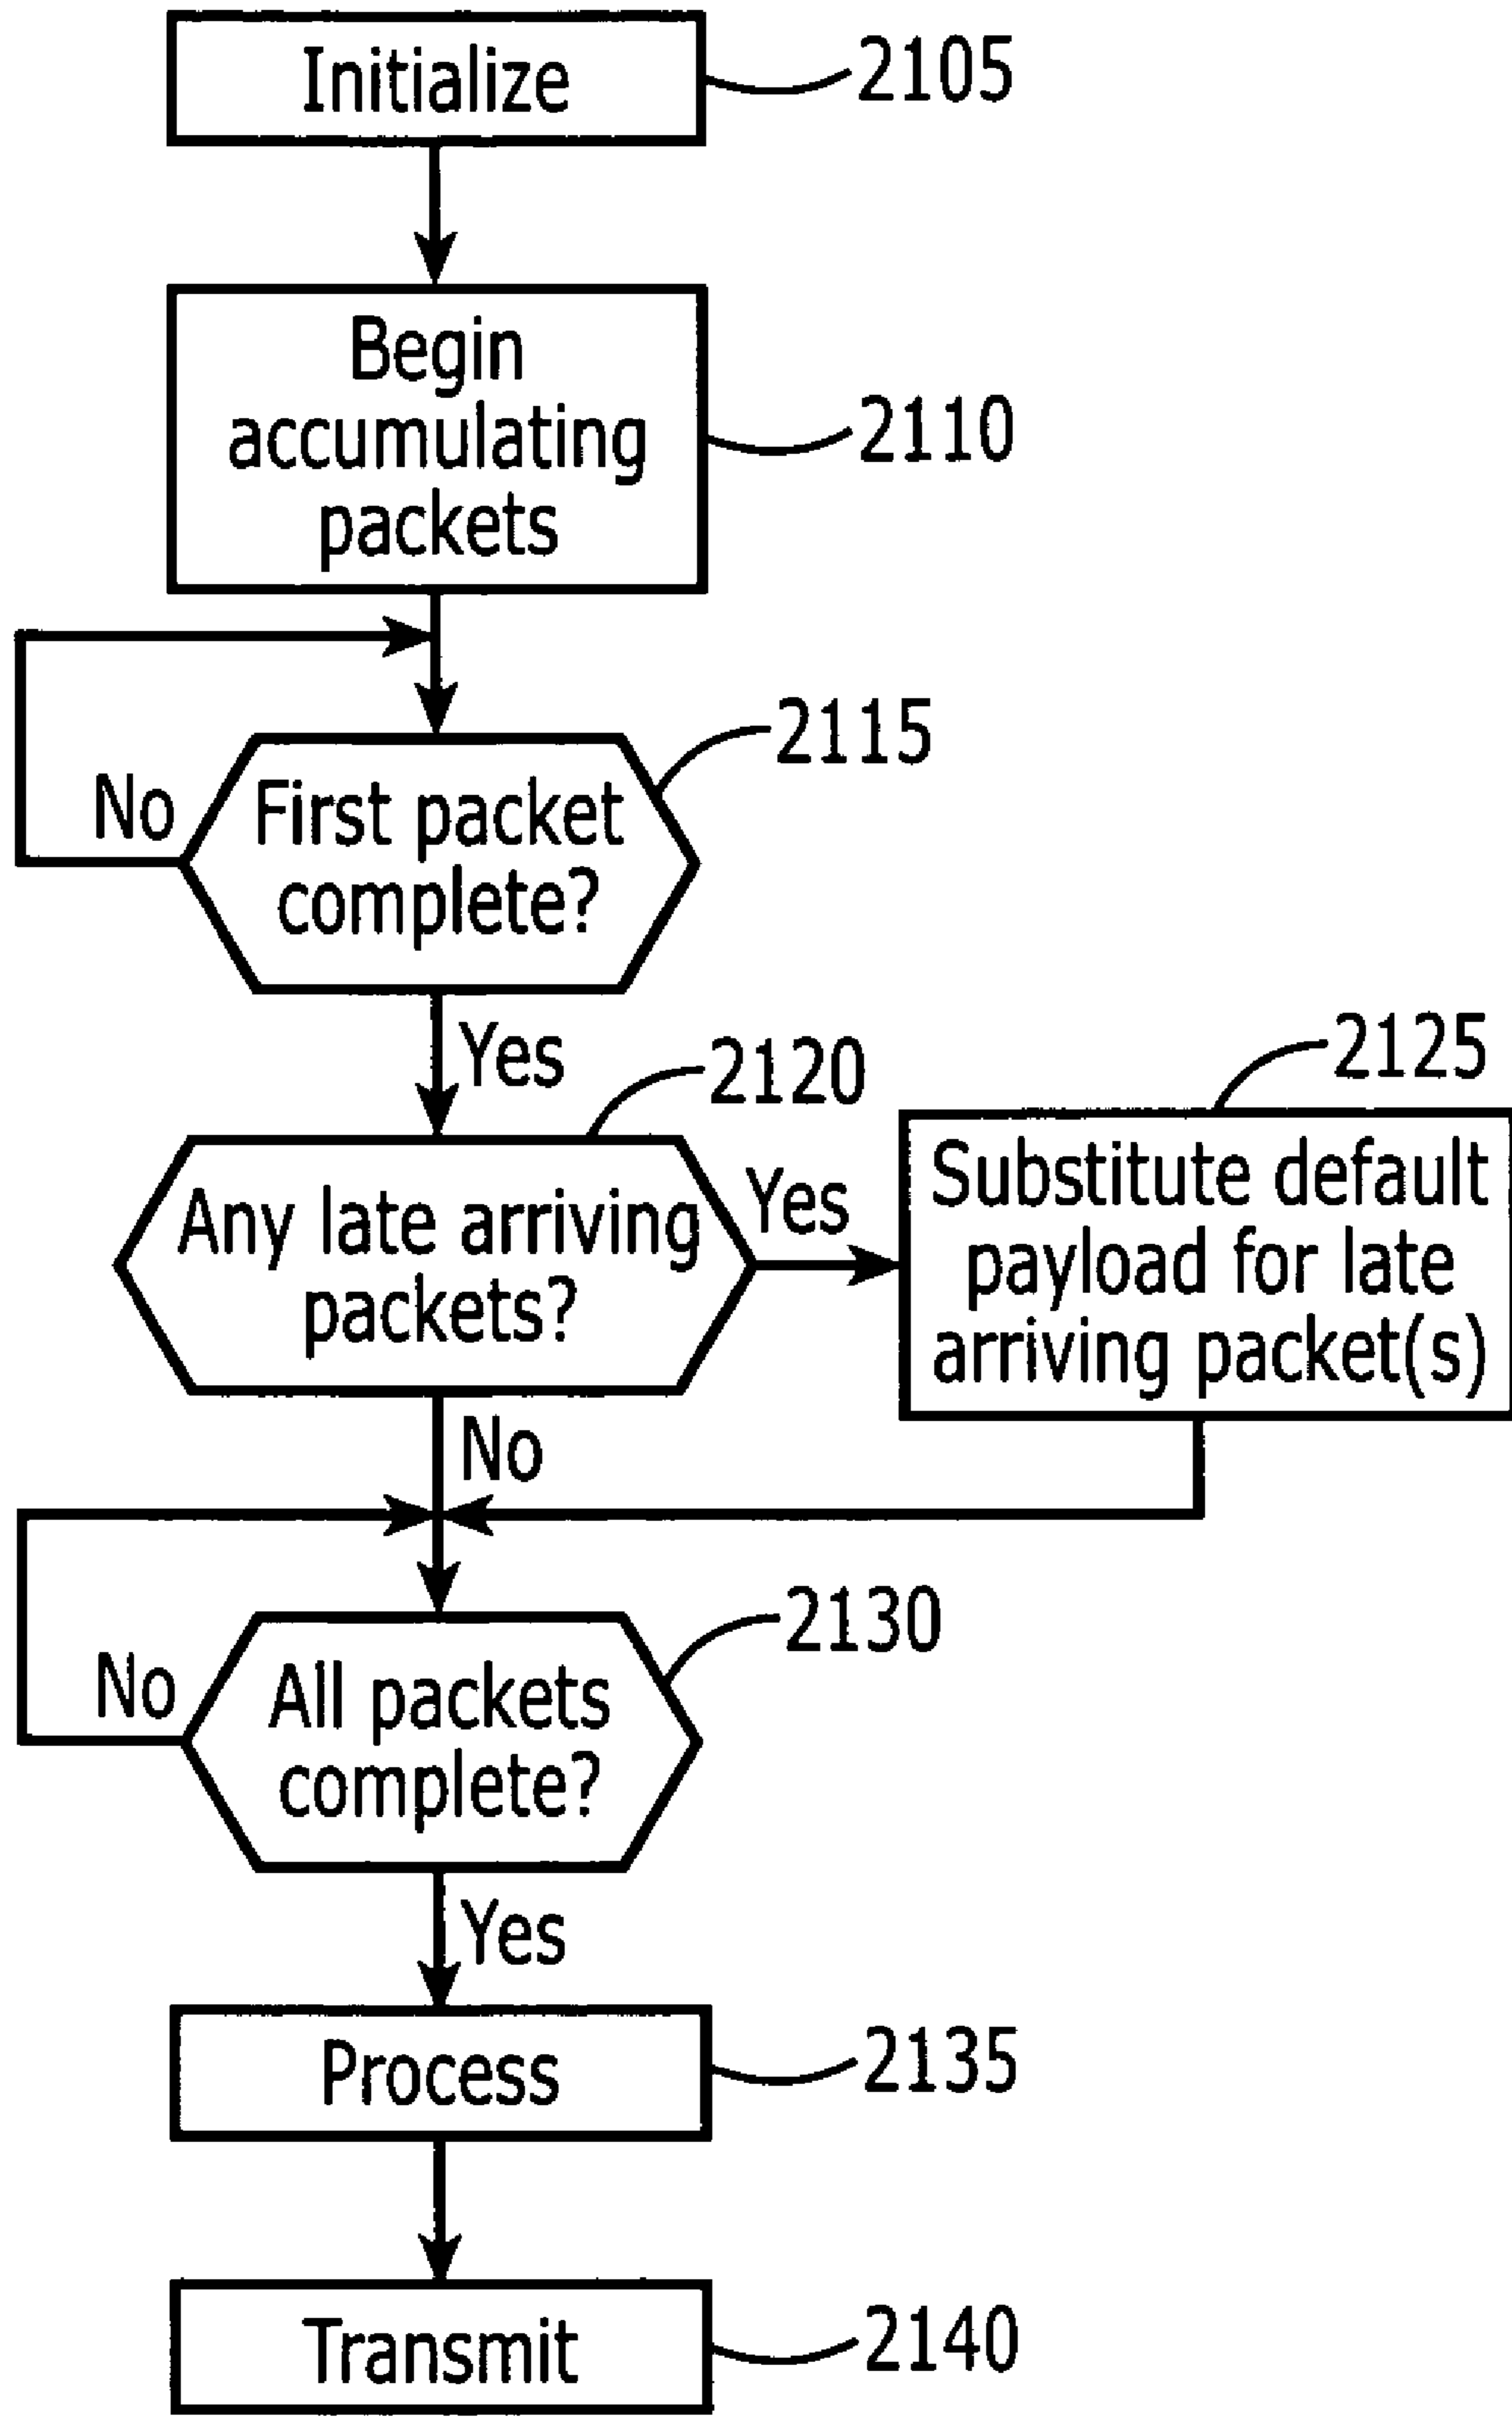 Initialize
2105
Begin
accumulating
packets
2110
2115
No
First packet
complete?
Yes
2120
2125
Any late arriving
packets?
Yes
Substitute default
payload for late
arriving packet(s)
No
2130
No
All packets
complete?
Yes
Process
2135
Transmit
2140